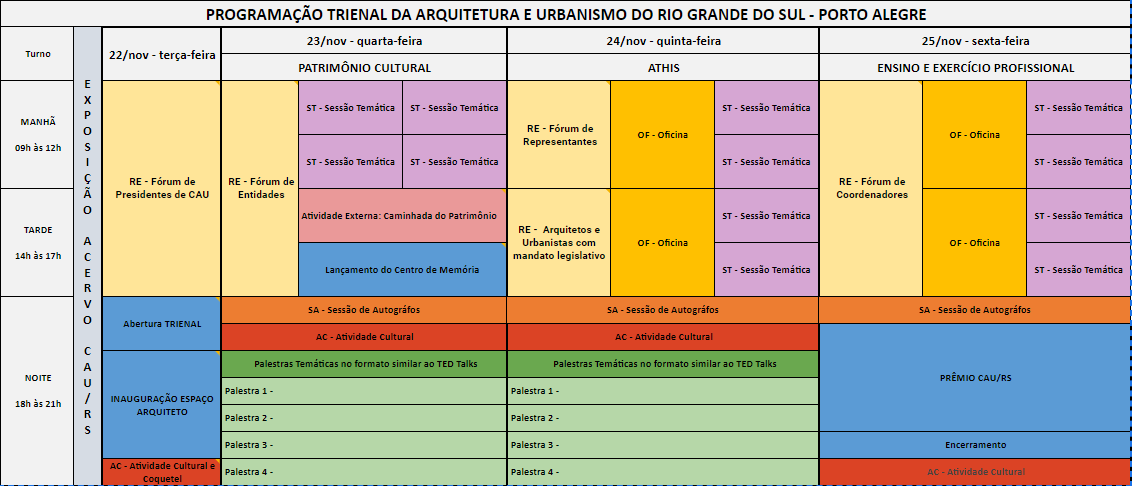 PROGRAMAÇÃO TRIENAL DA ARQUITETURA E URBANISMO DO RIO GRANDE DO SUL - PORTO ALEGRE
Turno
EXPOSIÇÃO ACERVO CAU/RS
22/nov - terça-feira
23/nov - quarta-feira
24/nov - quinta-feira
25/nov - sexta-feira
PATRIMÔNIO CULTURAL
ATHIS
ENSINO E EXERCÍCIO PROFISSIONAL
MANHÃ
09h às 12h
RE - Fórum de
Presidentes de CAU
RE - Fórum de
Entidades
ST - Sessão Temática
ST - Sessão Temática
ST - Sessão Temática
ST - Sessão Temática
RE - Fórum de
Representantes
OF - Oficina
ST - Sessão Temática
ST - Sessão Temática
RE - Fórum de
Coordenadores
OF - Oficina
ST - Sessão Temática
ST - Sessão Temática
TARDE
14h às 17h
Atividade Externa: Caminhada do Patrimônio
Lançamento do Centro de Memória
RE - Arquitetos e
Urbanistas com
mandato legislativo
OF - Oficina
ST - Sessão Temática
ST - Sessão Temática
OF - Oficina
ST - Sessão Temática
ST - Sessão Temática
NOITE
18h às 21h
Abertura TRIENAL
INAUGURAÇÃO ESPAÇO
ARQUITETO
AC - Atividade Cultural e
Coquetel
SA - Sessão de Autográfos
AC - Atividade Cultural
Palestras Temáticas no formato similar ao TED Talks
Palestra 1 -
Palestra 2 -
Palestra 3 -
Palestra 4 -
SA - Sessão de Autográfos
AC - Atividade Cultural
Palestras Temáticas no formato similar ao TED Talks
Palestra 1 -
Palestra 2 -
Palestra 3 -
Palestra 4 -
SA - Sessão de Autográfos
PRÊMIO CAU/RS
Encerramento
AC - Atividade Cultural